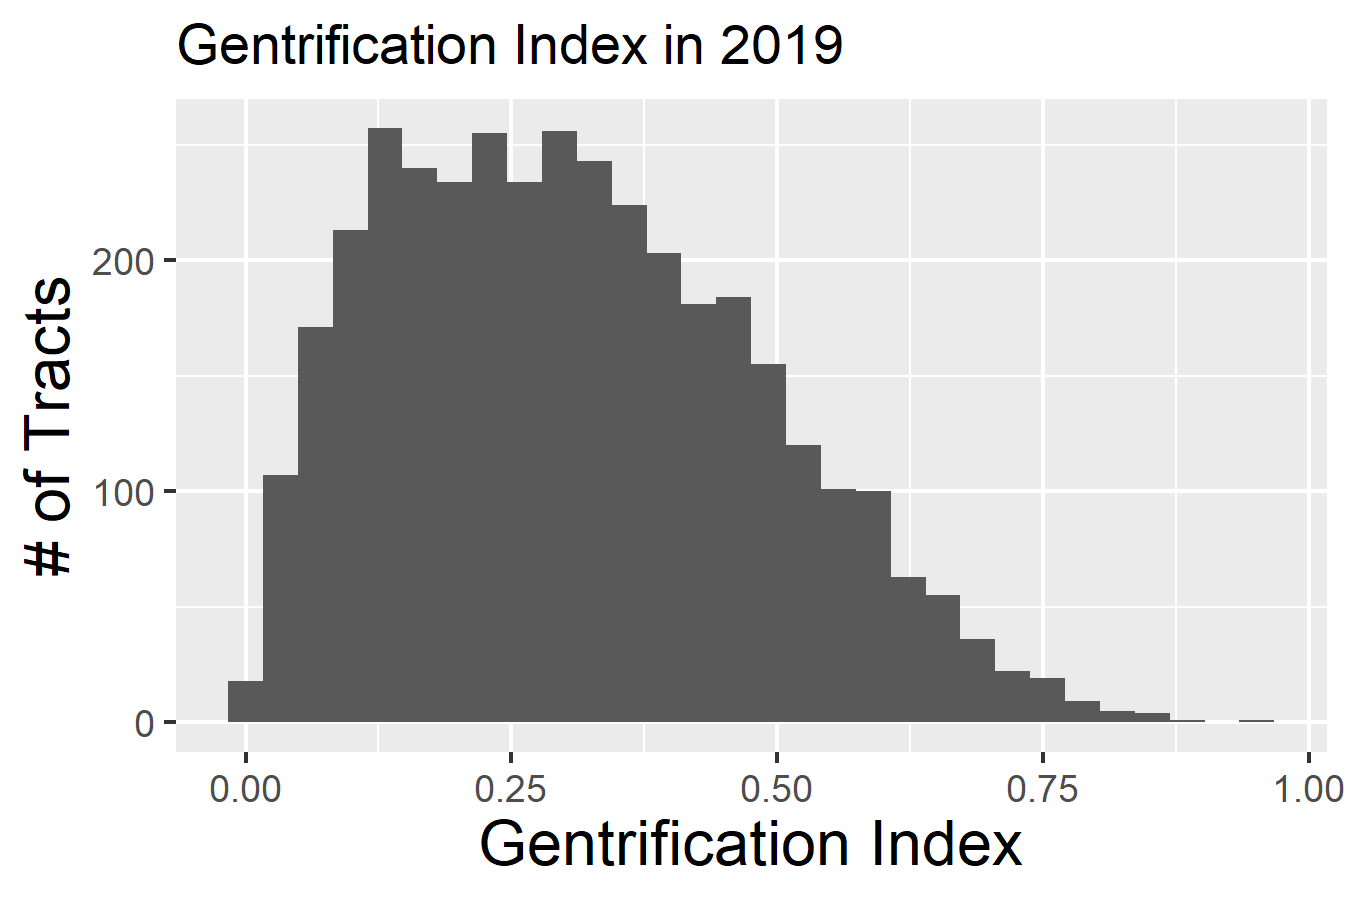 Gentrification Index in 2019
# of Tracts
200
100
0
0.00 0.25 0.50 0.75 1.00
Gentrification Index